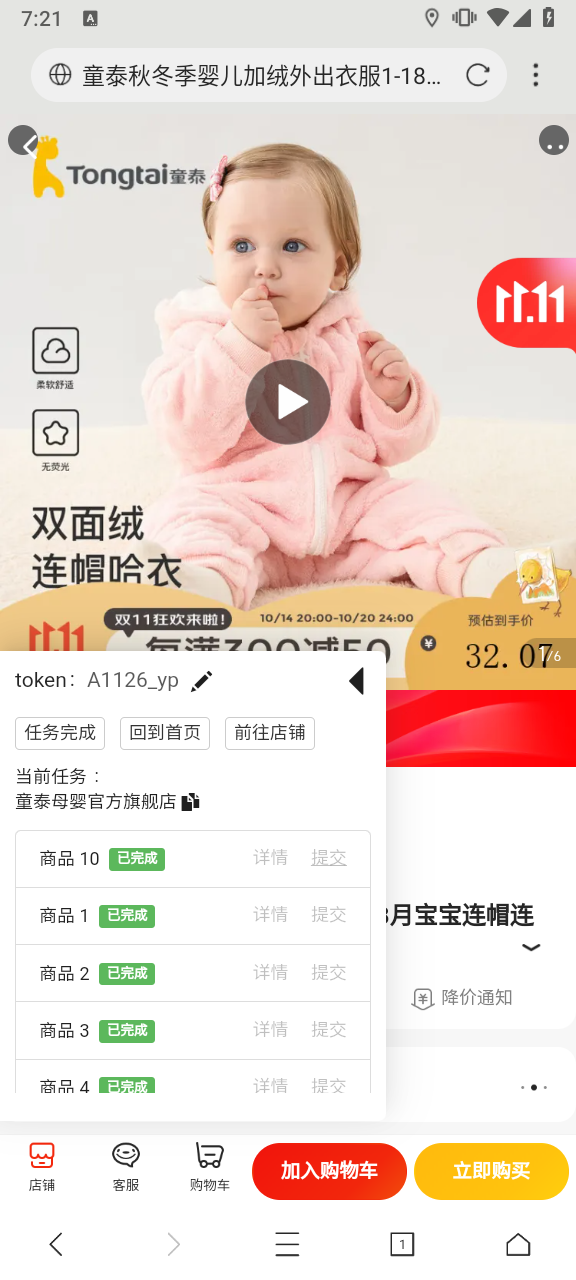 7:21
A
童泰秋冬季婴儿加绒外出衣服1-18…
Tongtai童泰
11.11
柔软舒适
无荧光
双面绒
连帽哈衣
双11狂欢来啦！
10/14 20:00-10/20 24:00
预估到手价
11.11
每满300减50
¥
32.07
1/6
token： A1126_yp
任务完成
回到首页
前往店铺
当前任务：
童泰母婴官方旗舰店
商品 10 已完成 详情 提交
商品 1 已完成 详情 提交
月宝宝连帽连
商品 2 已完成 详情 提交
降价通知
商品 3 已完成 详情 提交
商品 4 已完成 详情 提交
店铺
客服
购物车
加入购物车
立即购买
1